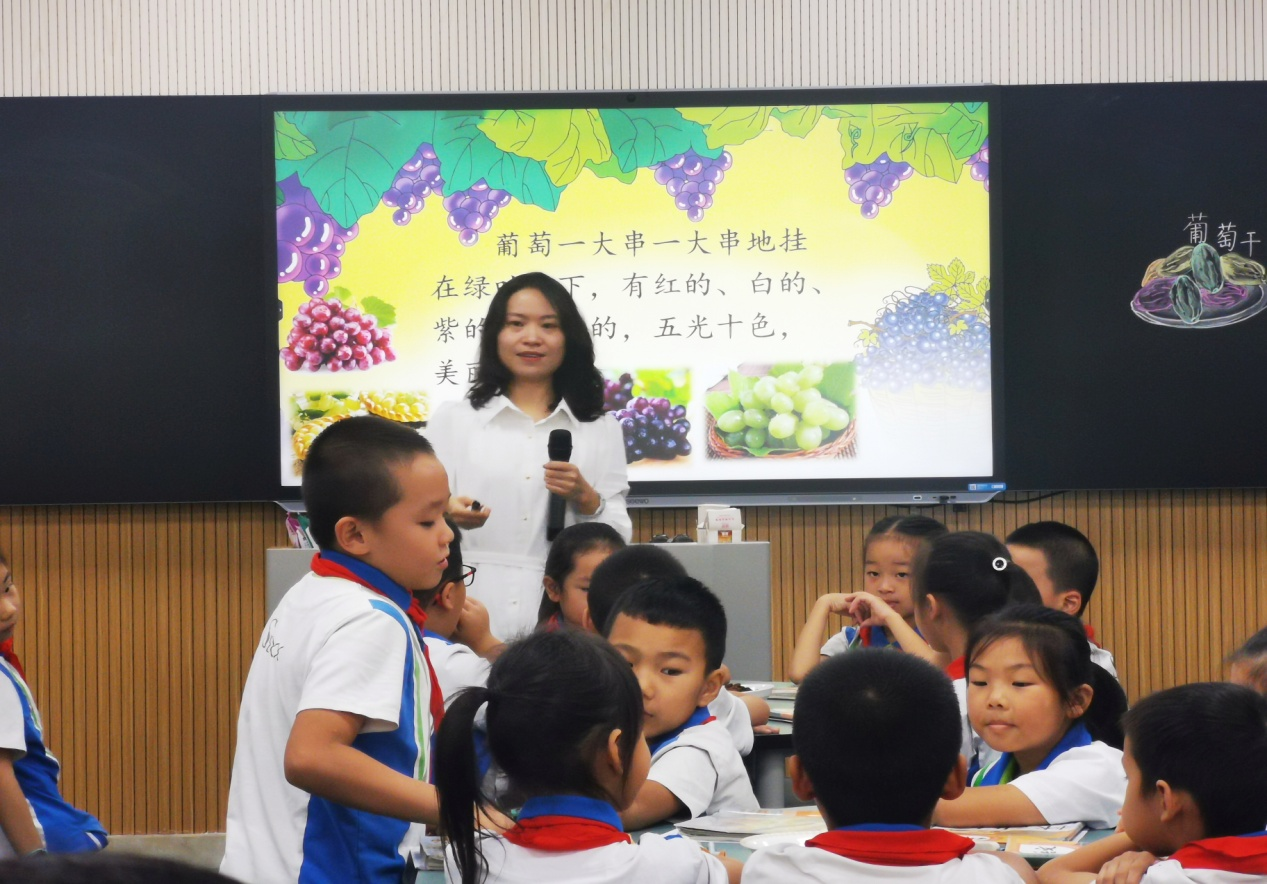 葡萄一大串一大串地挂
在绿 下，有红的、白的、
紫的 的，五光十色，
美
葡萄干